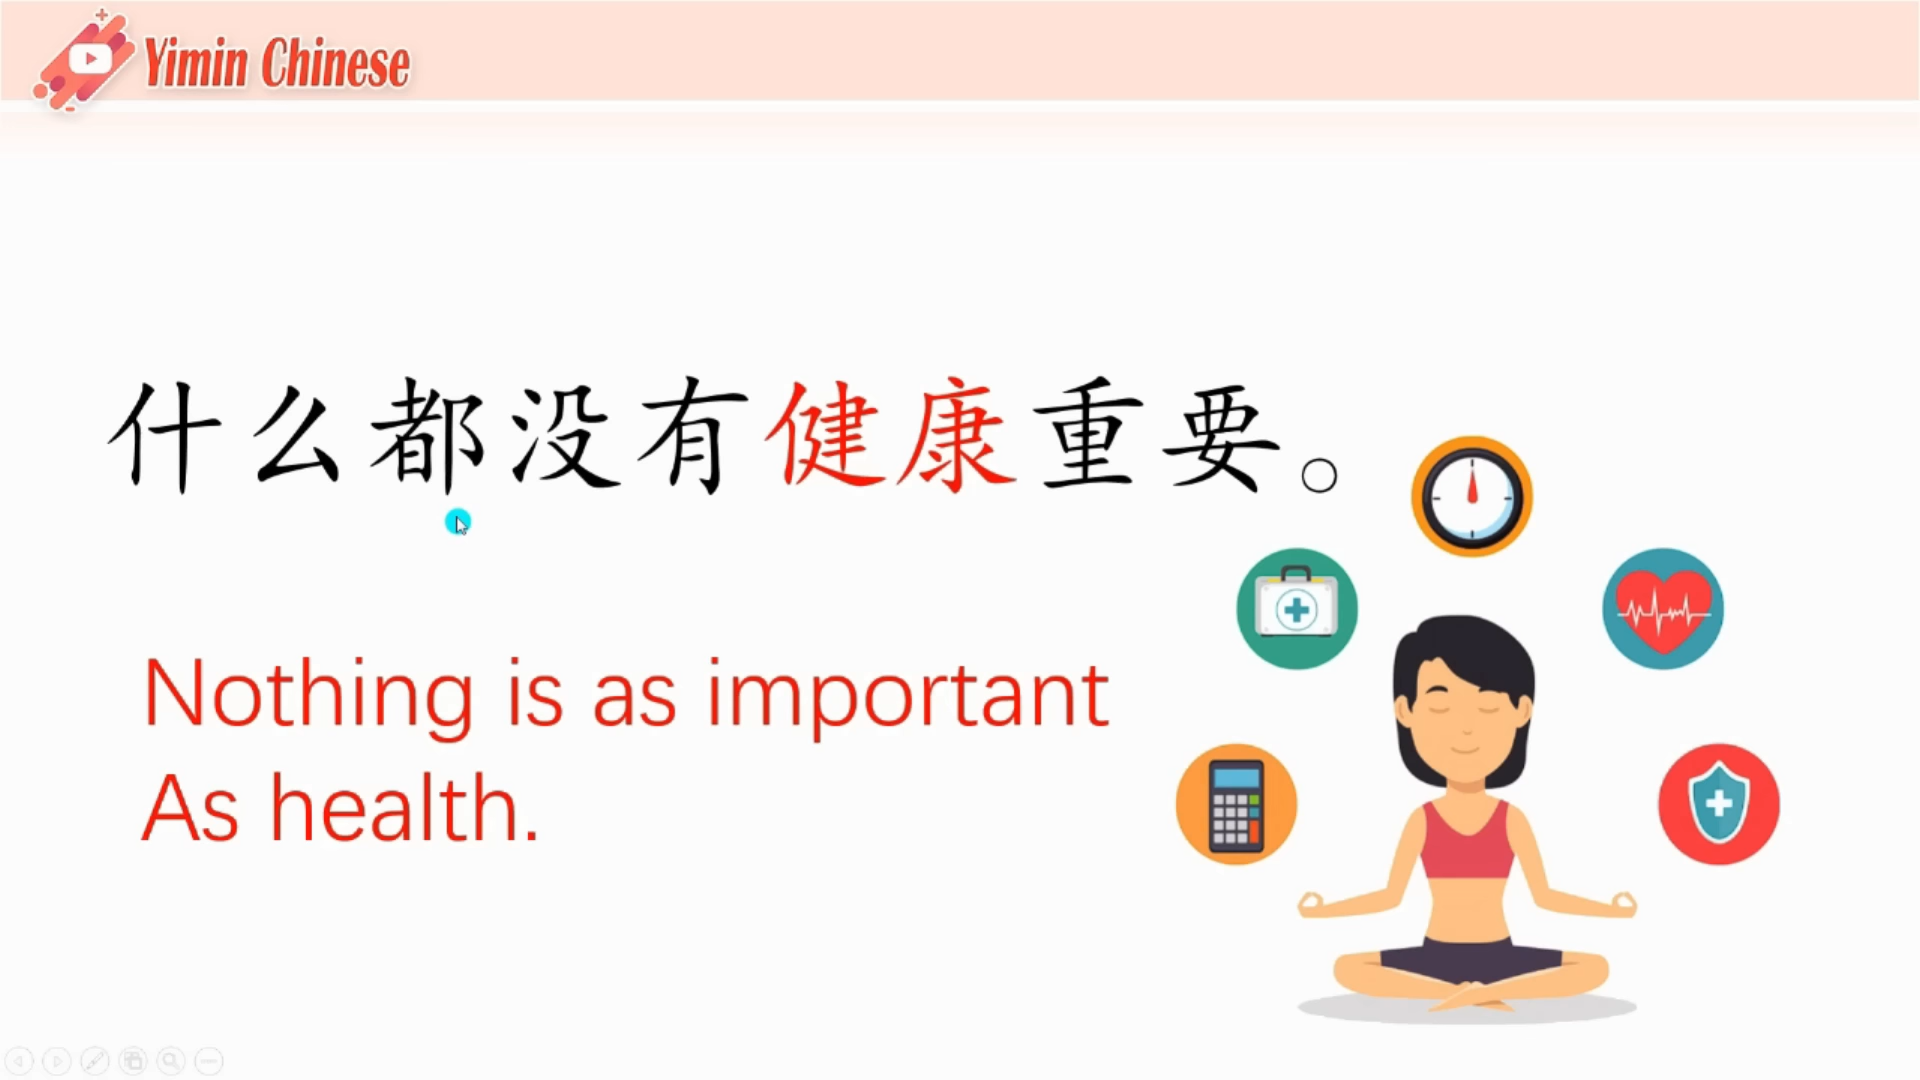 Yimin Chinese
什么都没有健康重要。
Nothing is as important
As health.